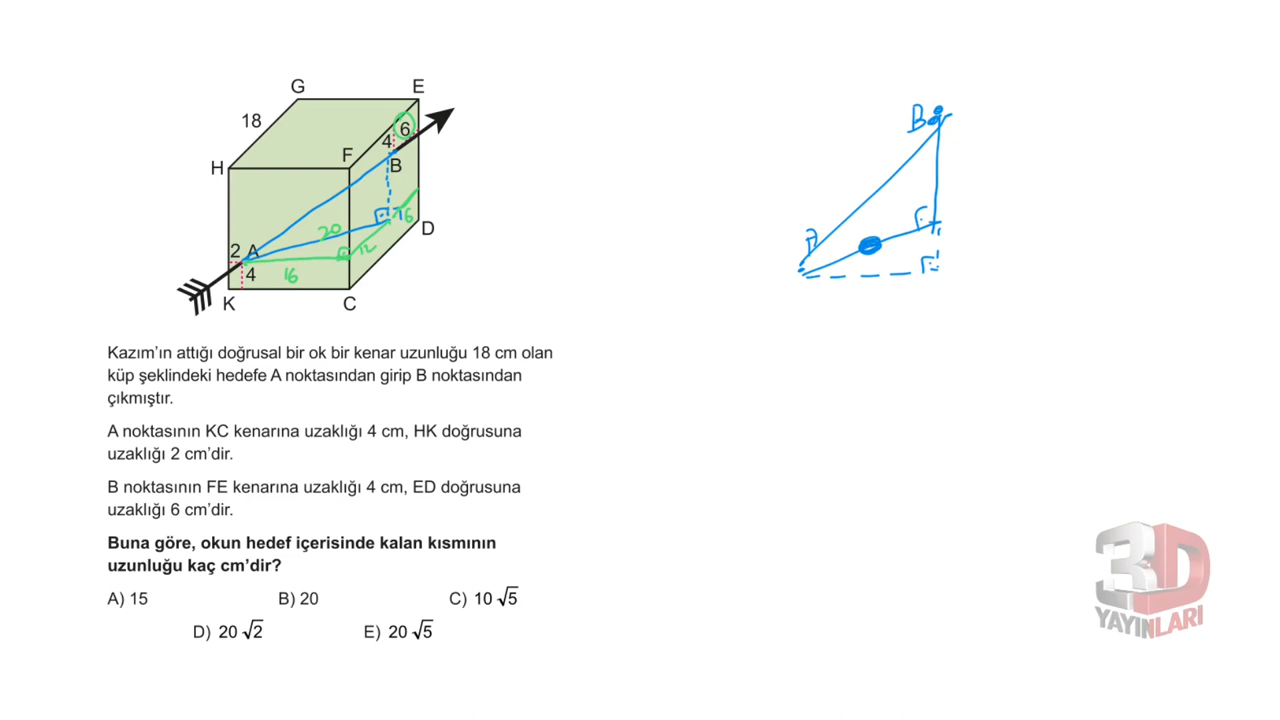 G
E
18
6
4
F
B
H
E
16
D
20
12
2
A
4
16
K
C
B
A
E
E'
Kazım'ın attığı doğrusal bir ok bir kenar uzunluğu 18 cm olan
küp şeklindeki hedefe A noktasından girip B noktasından
çıkmıştır.
A noktasının KC kenarına uzaklığı 4 cm, HK doğrusuna
uzaklığı 2 cm'dir.
B noktasının FE kenarına uzaklığı 4 cm, ED doğrusuna
uzaklığı 6 cm'dir.
Buna göre, okun hedef içerisinde kalan kısmının
uzunluğu kaç cm'dir?
A) 15 B) 20 C) 10 √5
D) 20 √2 E) 20 √5
3D
YAYINLARI